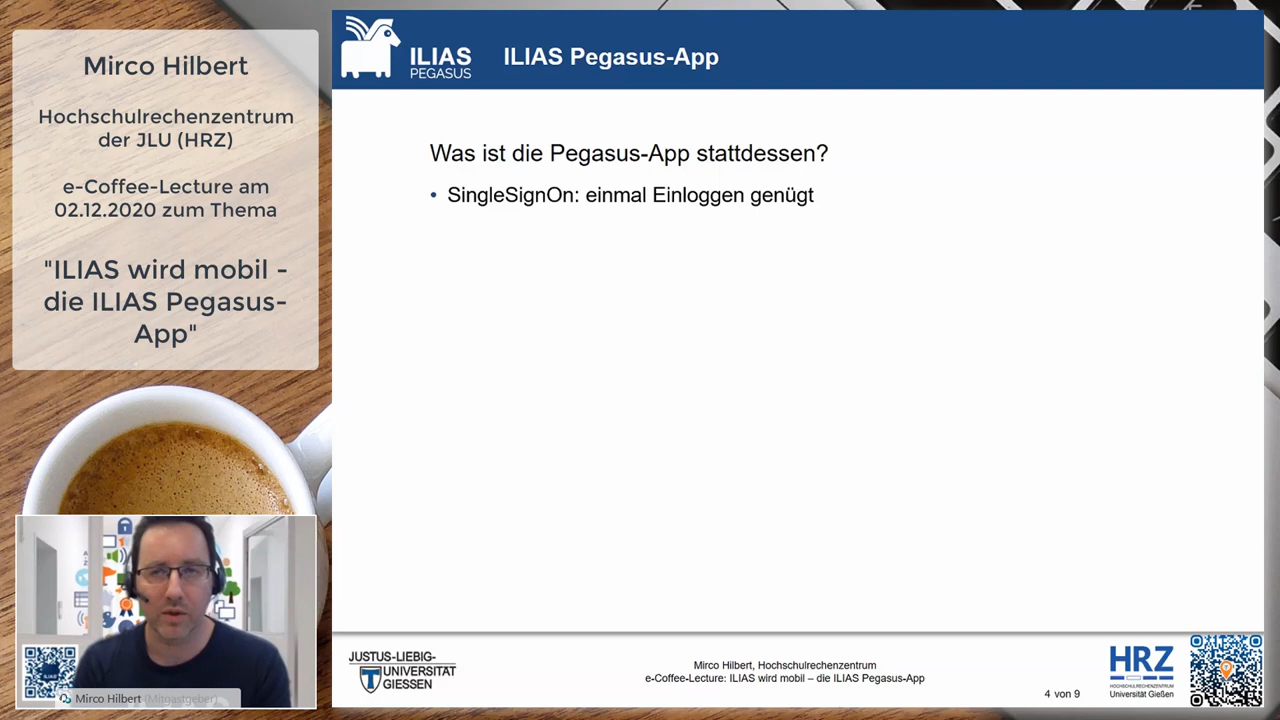 Mirco Hilbert
Hochschulrechenzentrum
der JLU (HRZ)
e-Coffee-Lecture am
02.12.2020 zum Thema
"ILIAS wird mobil -
die ILIAS Pegasus-
App"
ILIAS
PEGASUS
ILIAS Pegasus-App
Was ist die Pegasus-App stattdessen?
• SingleSignOn: einmal Einloggen genügt
Mirco Hilbert (Mitgastgeber)
JUSTUS-LIEBIG-
UNIVERSITÄT
GIESSEN
Mirco Hilbert, Hochschulrechenzentrum
e-Coffee-Lecture: ILIAS wird mobil – die ILIAS Pegasus-App
4 von 9
HRZ
HOCHSCHULRECHENZENTRUM
Universität Gießen